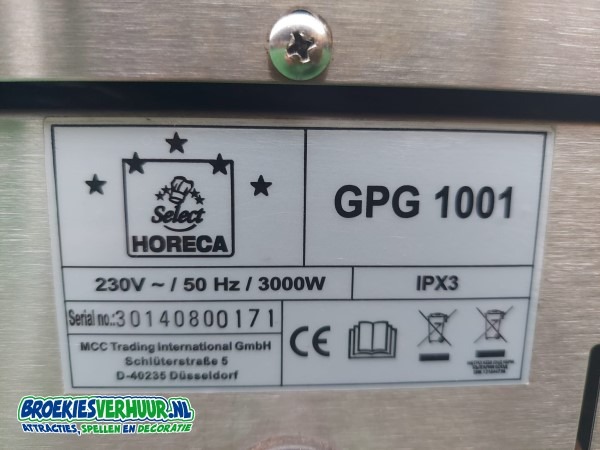 Select
HORECA
GPG 1001
230V ~ / 50 Hz / 3000W
IPX3
Serial no.: 30140800171
MCC Trading International GmbH
Schlüterstraße 5
D-40235 Düsseldorf
CE
BROEKIESVERHUUR.NL
ATTRACTIES, SPELLEN EN DECORATIE